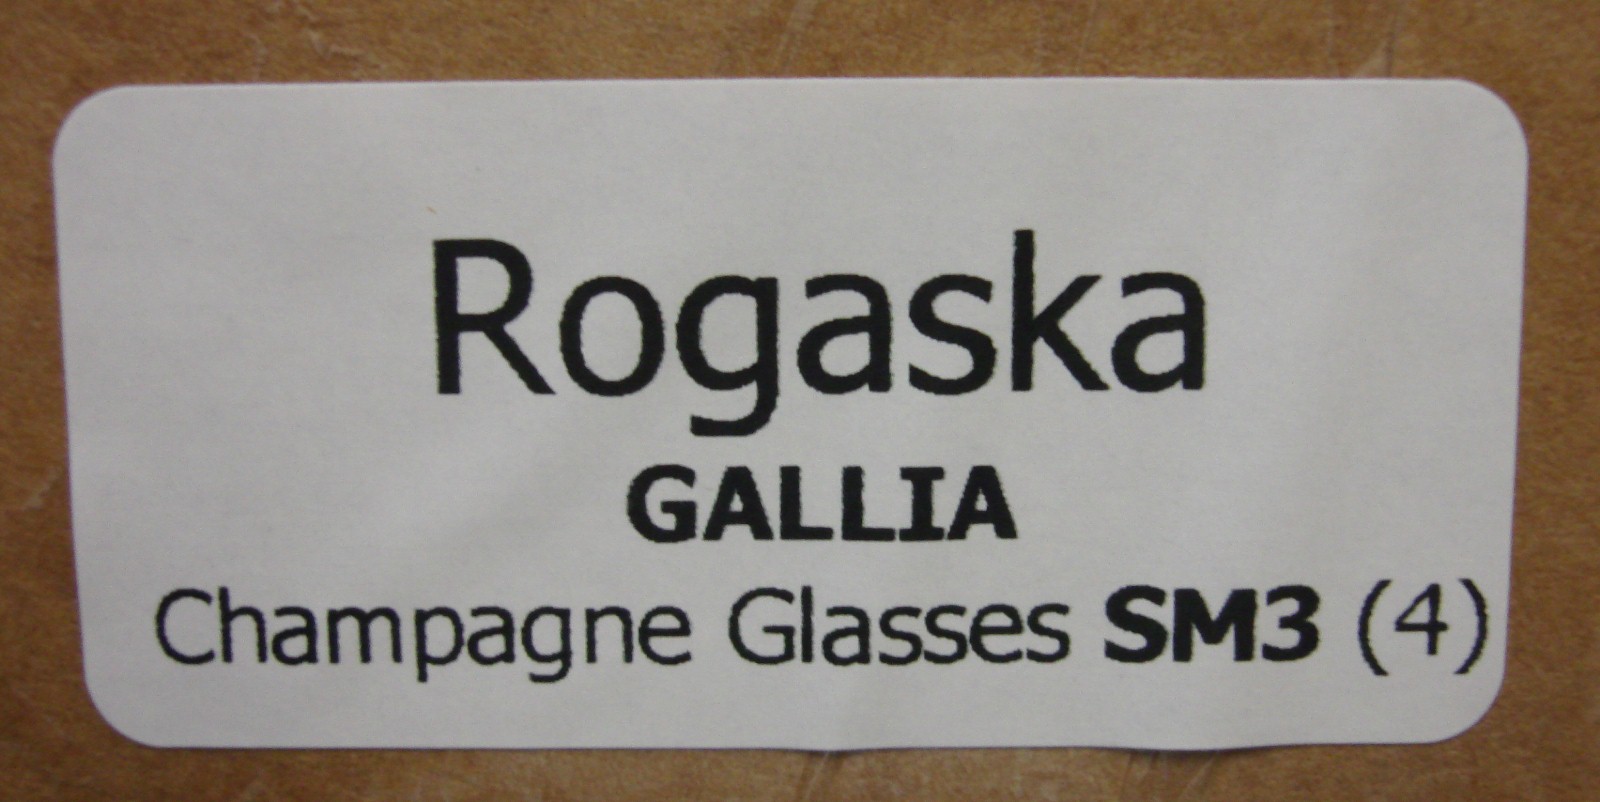 Rogaska
GALLIA
Champagne Glasses SM3 (4)